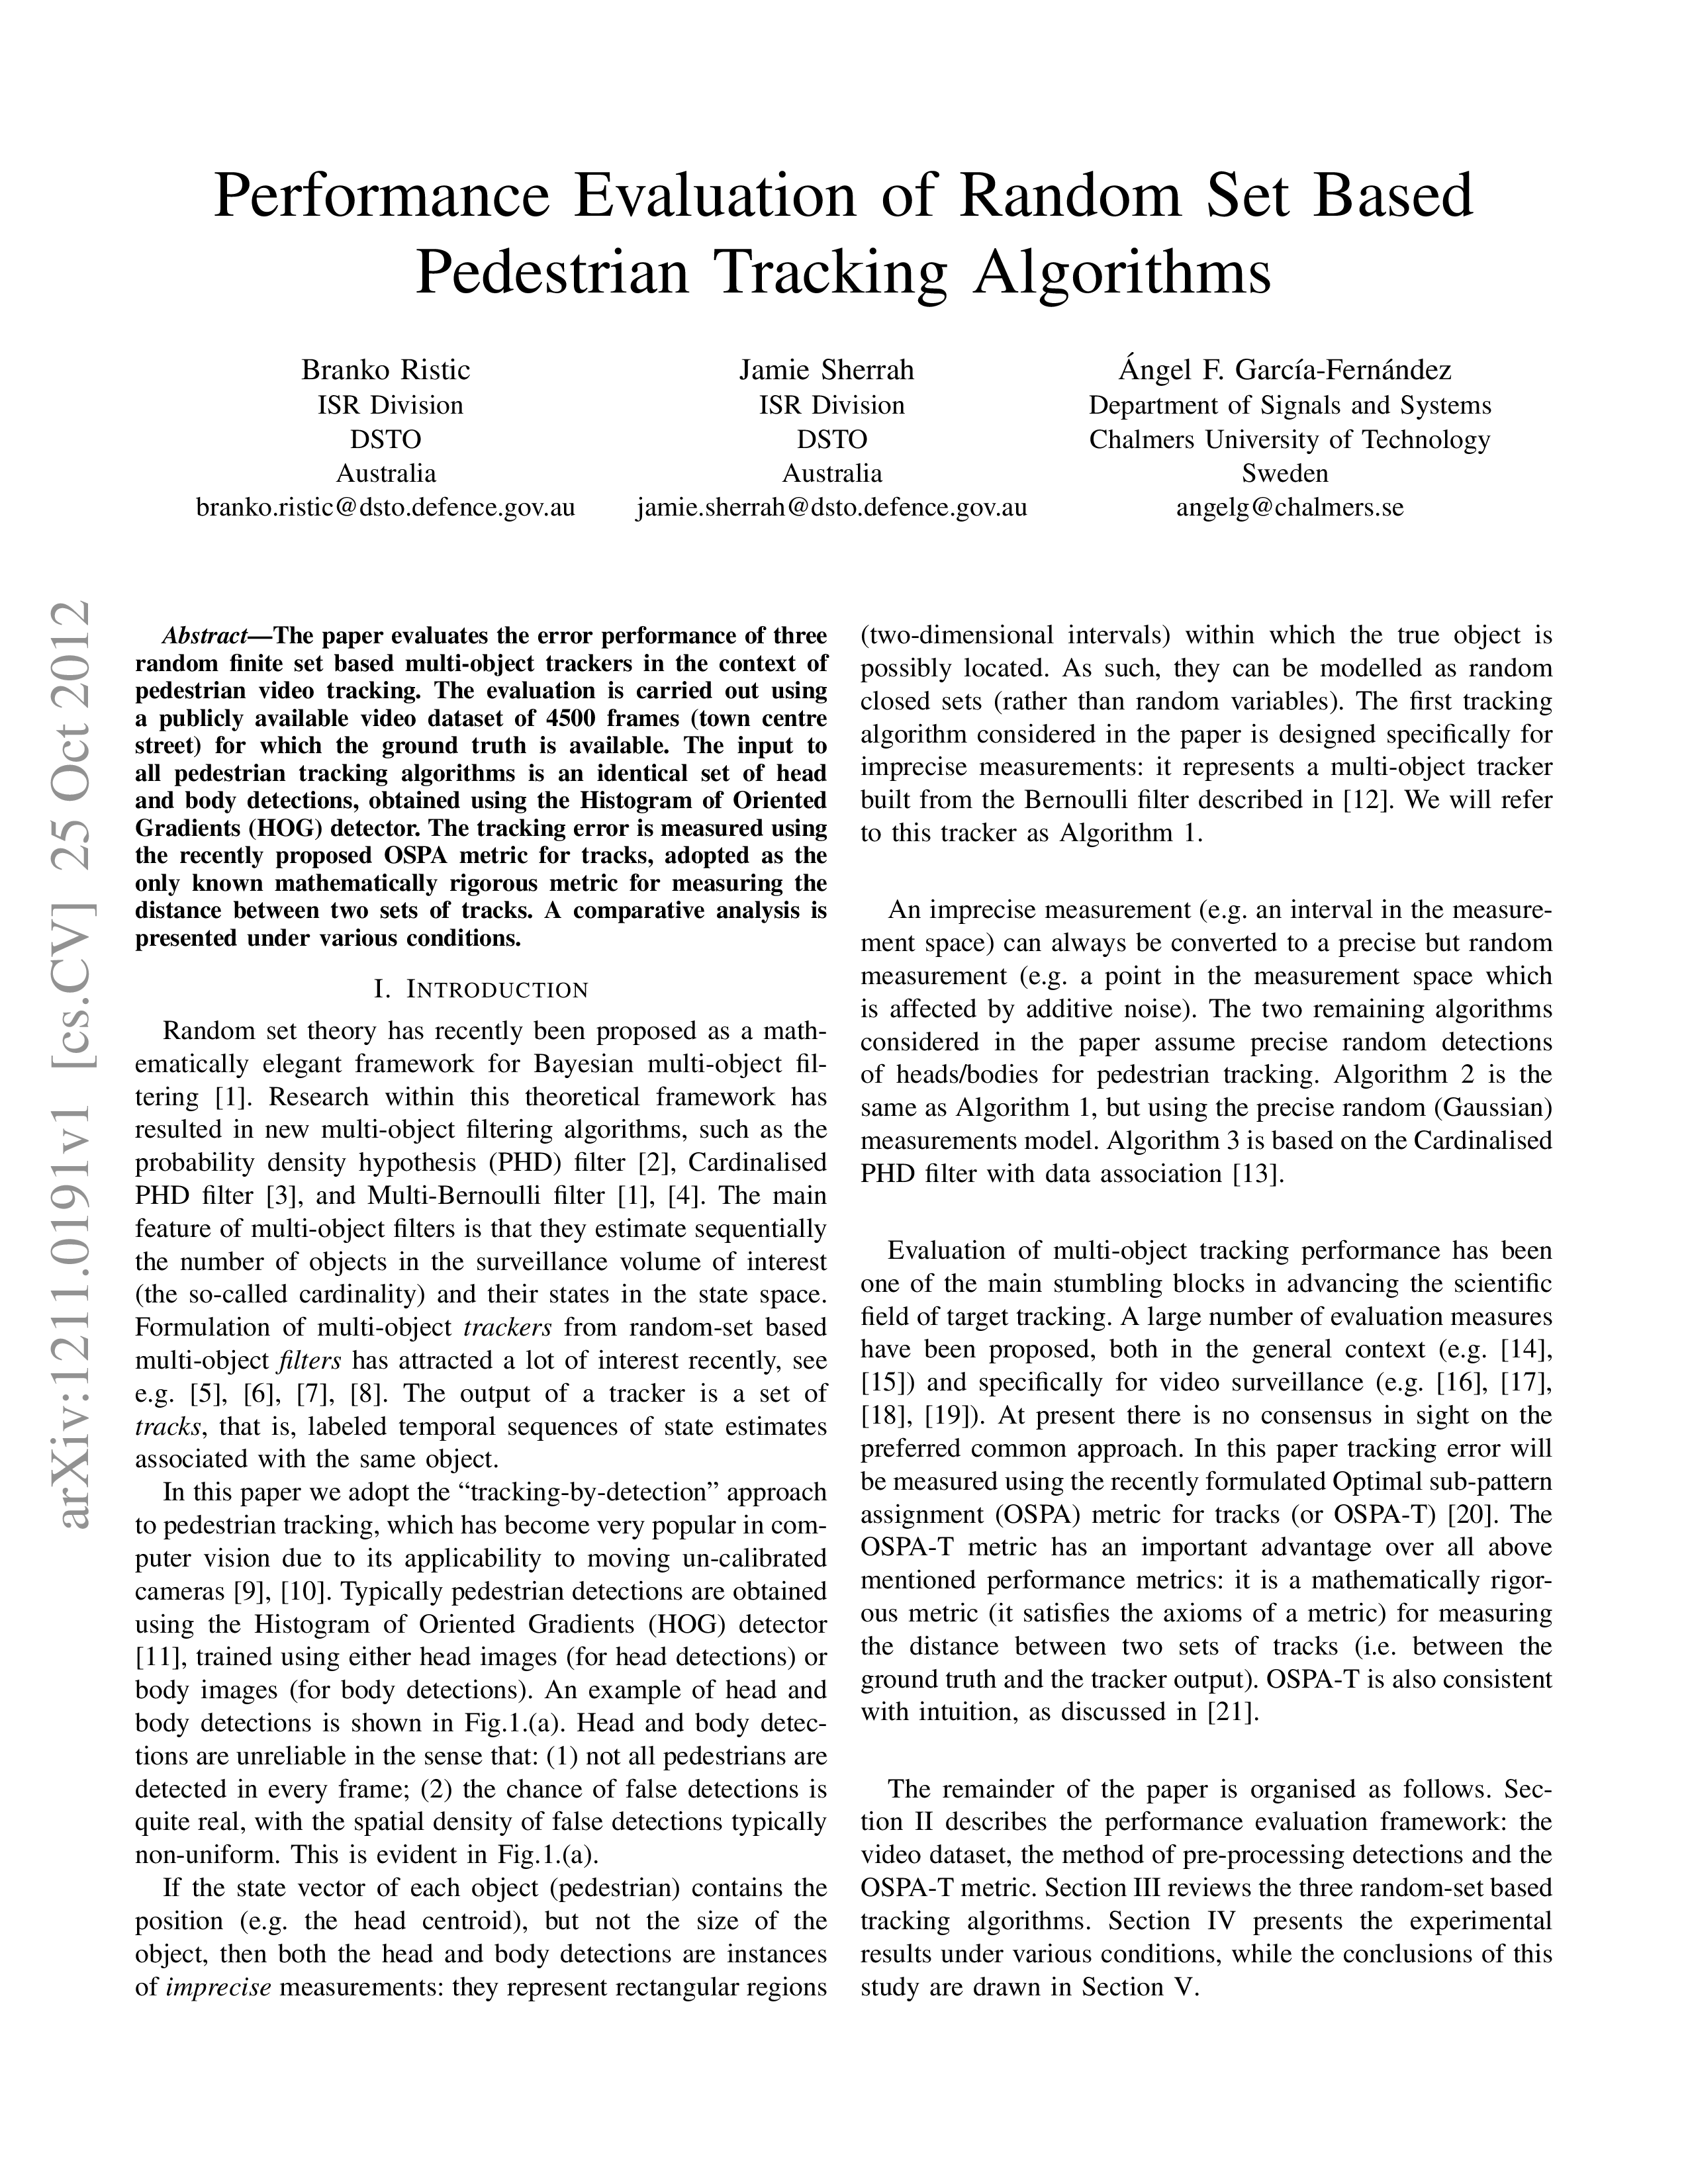 Performance Evaluation of Random Set Based
Pedestrian Tracking Algorithms
Branko Ristic
ISR Division
DSTO
Australia
branko.ristic@dsto.defence.gov.au
Jamie Sherrah
ISR Division
DSTO
Australia
jamie.sherrah@dsto.defence.gov.au
Ángel F. García-Fernández
Department of Signals and Systems
Chalmers University of Technology
Sweden
angelg@chalmers.se
arXiv:1211.0191v1 [cs.CV] 25 Oct 2012
Abstract—The paper evaluates the error performance of three
random finite set based multi-object trackers in the context of
pedestrian video tracking. The evaluation is carried out using
a publicly available video dataset of 4500 frames (town centre
street) for which the ground truth is available. The input to
all pedestrian tracking algorithms is an identical set of head
and body detections, obtained using the Histogram of Oriented
Gradients (HOG) detector. The tracking error is measured using
the recently proposed OSPA metric for tracks, adopted as the
only known mathematically rigorous metric for measuring the
distance between two sets of tracks. A comparative analysis is
presented under various conditions.
I. INTRODUCTION
Random set theory has recently been proposed as a math-
ematically elegant framework for Bayesian multi-object fil-
tering [1]. Research within this theoretical framework has
resulted in new multi-object filtering algorithms, such as the
probability density hypothesis (PHD) filter [2], Cardinalised
PHD filter [3], and Multi-Bernoulli filter [1], [4]. The main
feature of multi-object filters is that they estimate sequentially
the number of objects in the surveillance volume of interest
(the so-called cardinality) and their states in the state space.
Formulation of multi-object trackers from random-set based
multi-object filters has attracted a lot of interest recently, see
e.g. [5], [6], [7], [8]. The output of a tracker is a set of
tracks, that is, labeled temporal sequences of state estimates
associated with the same object.
In this paper we adopt the “tracking-by-detection” approach
to pedestrian tracking, which has become very popular in com-
puter vision due to its applicability to moving un-calibrated
cameras [9], [10]. Typically pedestrian detections are obtained
using the Histogram of Oriented Gradients (HOG) detector
[11], trained using either head images (for head detections) or
body images (for body detections). An example of head and
body detections is shown in Fig.1.(a). Head and body detec-
tions are unreliable in the sense that: (1) not all pedestrians are
detected in every frame; (2) the chance of false detections is
quite real, with the spatial density of false detections typically
non-uniform. This is evident in Fig.1.(a).
If the state vector of each object (pedestrian) contains the
position (e.g. the head centroid), but not the size of the
object, then both the head and body detections are instances
of imprecise measurements: they represent rectangular regions
(two-dimensional intervals) within which the true object is
possibly located. As such, they can be modelled as random
closed sets (rather than random variables). The first tracking
algorithm considered in the paper is designed specifically for
imprecise measurements: it represents a multi-object tracker
built from the Bernoulli filter described in [12]. We will refer
to this tracker as Algorithm 1.
An imprecise measurement (e.g. an interval in the measure-
ment space) can always be converted to a precise but random
measurement (e.g. a point in the measurement space which
is affected by additive noise). The two remaining algorithms
considered in the paper assume precise random detections
of heads/bodies for pedestrian tracking. Algorithm 2 is the
same as Algorithm 1, but using the precise random (Gaussian)
measurements model. Algorithm 3 is based on the Cardinalised
PHD filter with data association [13].
Evaluation of multi-object tracking performance has been
one of the main stumbling blocks in advancing the scientific
field of target tracking. A large number of evaluation measures
have been proposed, both in the general context (e.g. [14],
[15]) and specifically for video surveillance (e.g. [16], [17],
[18], [19]). At present there is no consensus in sight on the
preferred common approach. In this paper tracking error will
be measured using the recently formulated Optimal sub-pattern
assignment (OSPA) metric for tracks (or OSPA-T) [20]. The
OSPA-T metric has an important advantage over all above
mentioned performance metrics: it is a mathematically rigor-
ous metric (it satisfies the axioms of a metric) for measuring
the distance between two sets of tracks (i.e. between the
ground truth and the tracker output). OSPA-T is also consistent
with intuition, as discussed in [21].
The remainder of the paper is organised as follows. Sec-
tion II describes the performance evaluation framework: the
video dataset, the method of pre-processing detections and the
OSPA-T metric. Section III reviews the three random-set based
tracking algorithms. Section IV presents the experimental
results under various conditions, while the conclusions of this
study are drawn in Section V.